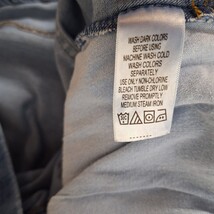 WASH DARK COLORS
BEFORE USING
MACHINE WASH COLD
WASH COLORS
SEPARATELY
USE ONLY NON-CHLORINE
BLEACH TUMBLE DRY LOW
REMOVE PROMPTLY
MEDIUM STEAM IRON